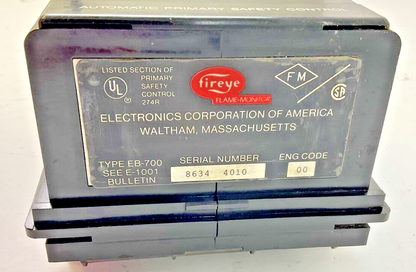 AUTOMATIC PRIMARY SAFETY CONTROL
LISTED SECTION OF
PRIMARY
SAFETY
CONTROL
274R
UL
fireye
FLAME-MONITOR
FM
SA
ELECTRONICS CORPORATION OF AMERICA
WALTHAM, MASSACHUSETTS
TYPE EB-700 SERIAL NUMBER ENG CODE
SEE E-1001 8634 4010 00
BULLETIN